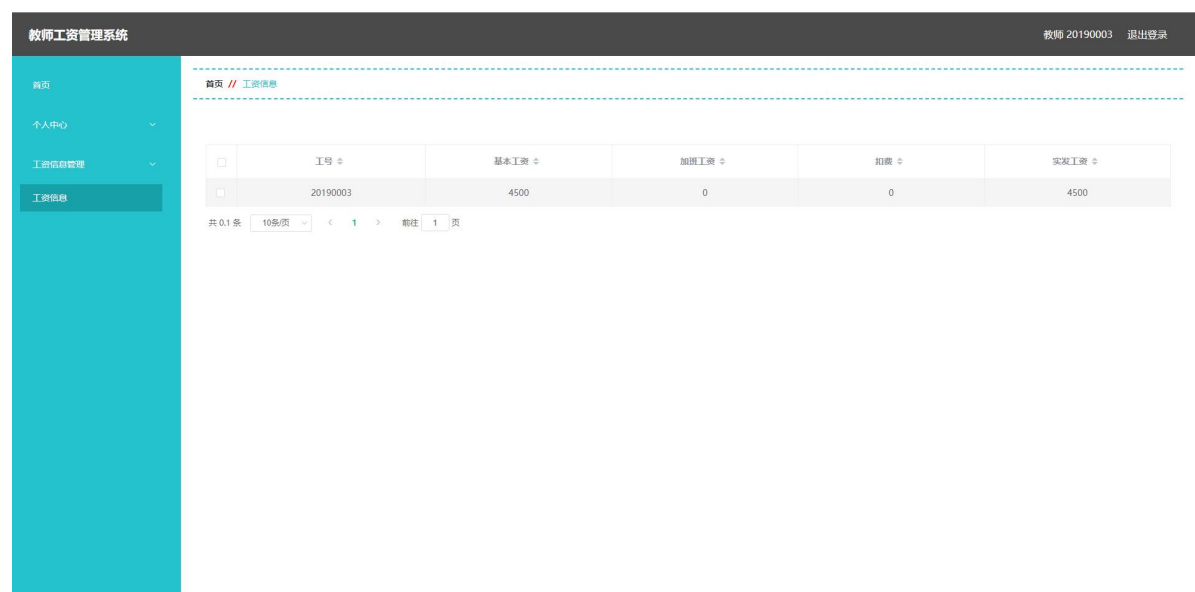 教师工资管理系统 教师 20190003 退出登录
首页
首页 // 工资信息
个人中心
工资信息管理
工号 基本工资 加班工资 扣费 实发工资
工资信息
20190003 4500 0 0 4500
共 0.1 条 10条/页 1 前往 1 页